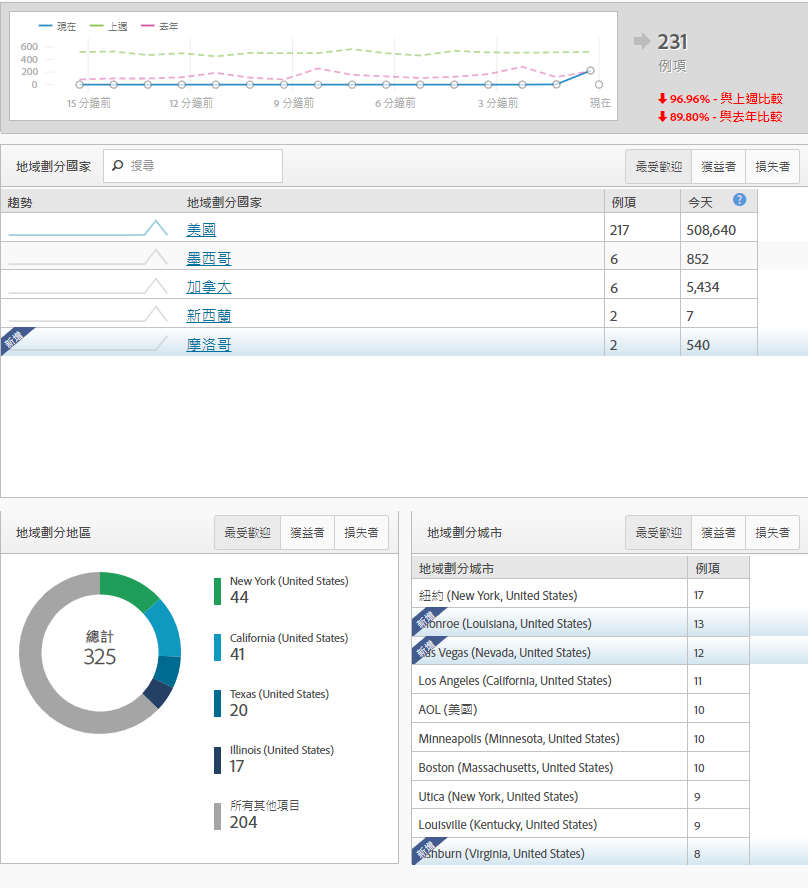 現在 上週 去年
600
400
200
0
15 分鐘前 12 分鐘前 9 分鐘前 6 分鐘前 3 分鐘前 現在
231
例項
96.96% - 與上週比較
89.80% - 與去年比較
地域劃分國家 搜尋 最受歡迎 獲益者 損失者
趨勢 地域劃分國家 例項 今天 ?
美國 217 508,640
墨西哥 6 852
加拿大 6 5,434
新西蘭 2 7
新增 摩洛哥 2 540
地域劃分地區 最受歡迎 獲益者 損失者
總計
325
New York (United States)
44
California (United States)
41
Texas (United States)
20
Illinois (United States)
17
所有其他項目
204
地域劃分城市 最受歡迎 獲益者 損失者
地域劃分城市 例項
紐約 (New York, United States) 17
新增 onroe (Louisiana, United States) 13
新增 as Vegas (Nevada, United States) 12
Los Angeles (California, United States) 11
AOL (美國) 10
Minneapolis (Minnesota, United States) 10
Boston (Massachusetts, United States) 10
Utica (New York, United States) 9
Louisville (Kentucky, United States) 9
新增 shburn (Virginia, United States) 8